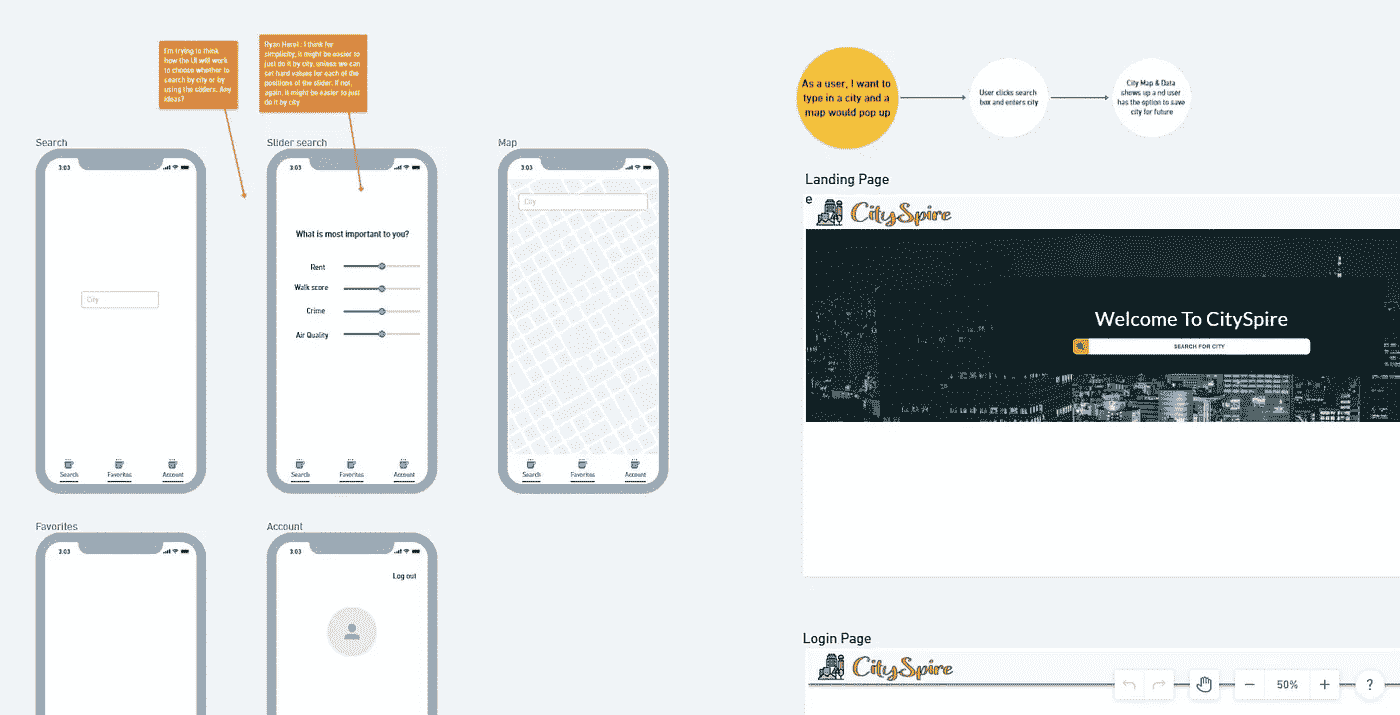 I'm trying to think
how the UI will work
to choose whether to
search by city or by
using the sliders. Any
ideas?
Ryan : I think for
simplicity, it might be easier to
just do it by city, unless we can
set hard values for each of the
positions of the slider. If not,
again, it might be easier to just
do it by city
As a user, I want to
type in a city and a
map would pop up
User clicks search
box and enters city
City Map & Data
shows up nd user
has the option to save
city for future
Search
3:03
City
Search
Favorites
Account
Slider search
3:03
What is most important to you?
Rent
Walk score
Crime
Air Quality
Search
Favorites
Account
Map
3:03
City
Search
Favorites
Account
Landing Page
e
CitySpire
Welcome To CitySpire
SEARCH FOR CITY
Favorites
3:03
Account
3:03
Log out
Login Page
CitySpire
50%
?